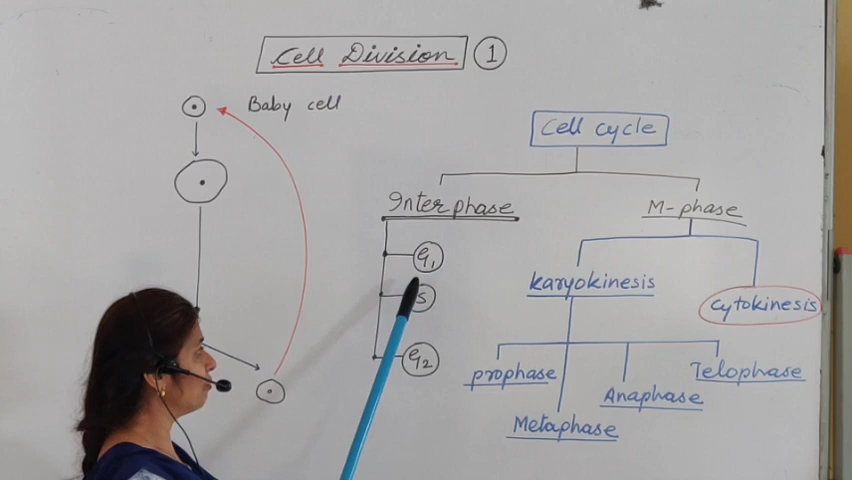 Cell Division 1
Baby cell
Cell cycle
Interphase
M-phase
G1
S
G2
karyokinesis
cytokinesis
prophase
Metaphase
Anaphase
Telophase